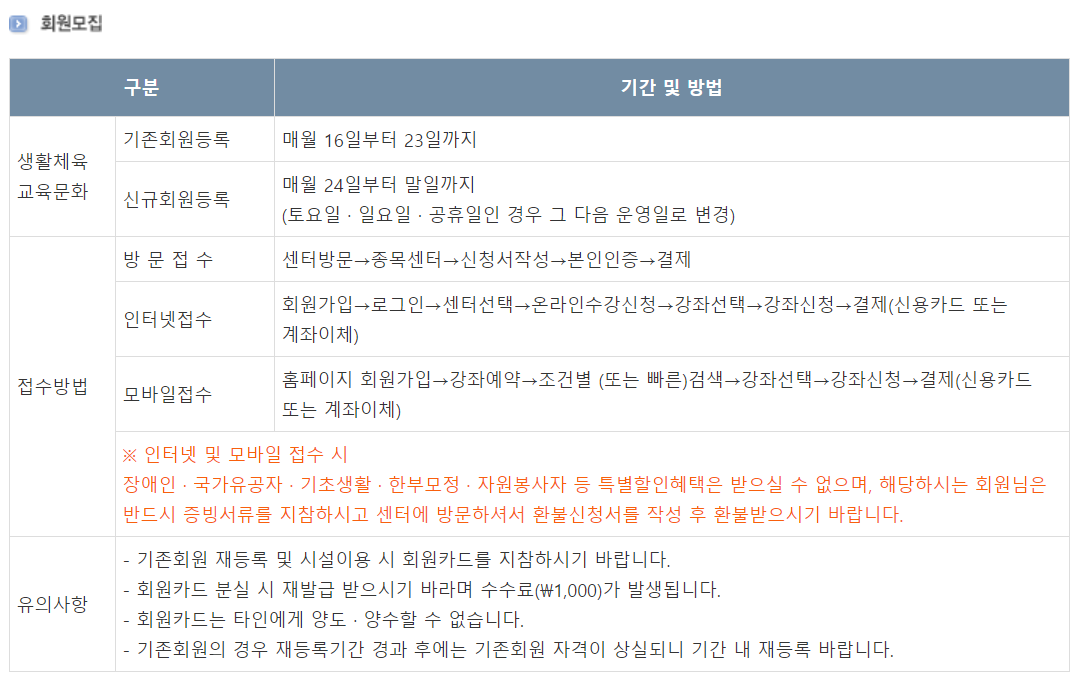 회원모집
구분
기간 및 방법
생활체육
교육문화
기존회원등록
매월 16일부터 23일까지
신규회원등록
매월 24일부터 말일까지
(토요일 · 일요일 · 공휴일인 경우 그 다음 운영일로 변경)
접수방법
방 문 접 수
센터방문→종목센터→신청서작성→본인인증→결제
인터넷접수
회원가입→로그인→센터선택→온라인수강신청→강좌선택→강좌신청→결제(신용카드 또는
계좌이체)
모바일접수
홈페이지 회원가입→강좌예약→조건별 (또는 빠른)검색→강좌선택→강좌신청→결제(신용카드
또는 계좌이체)
※ 인터넷 및 모바일 접수 시
장애인 · 국가유공자 · 기초생활 · 한부모정 · 자원봉사자 등 특별할인혜택은 받으실 수 없으며, 해당하시는 회원님은
반드시 증빙서류를 지참하시고 센터에 방문하셔서 환불신청서를 작성 후 환불받으시기 바랍니다.
유의사항
- 기존회원 재등록 및 시설이용 시 회원카드를 지참하시기 바랍니다.
- 회원카드 분실 시 재발급 받으시기 바라며 수수료(₩1,000)가 발생됩니다.
- 회원카드는 타인에게 양도 · 양수할 수 없습니다.
- 기존회원의 경우 재등록기간 경과 후에는 기존회원 자격이 상실되니 기간 내 재등록 바랍니다.